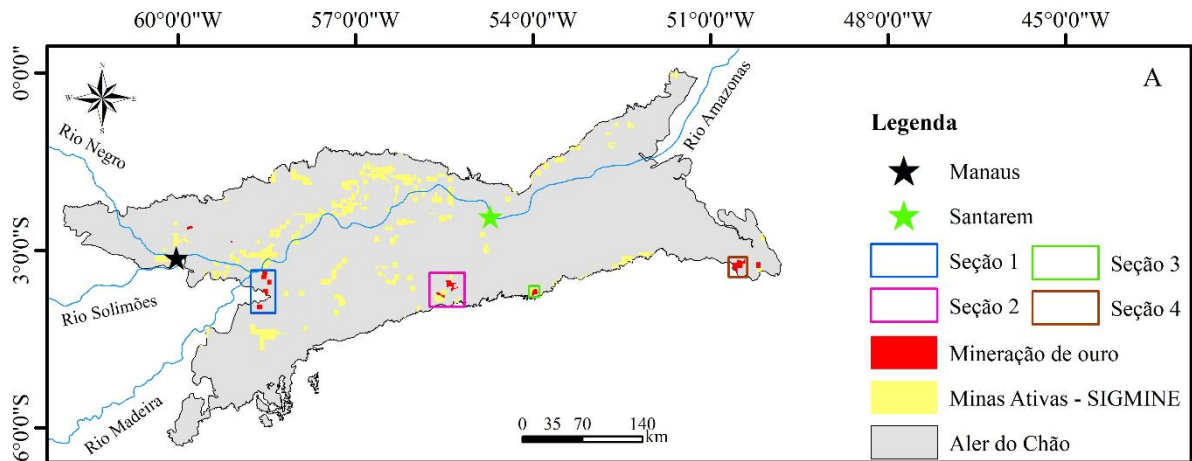 60°0'0"W 57°0'0"W 54°0'0"W 51°0'0"W 48°0'0"W 45°0'0"W
0°0'0"
3°0'0"S
6°0'0"S
A
N
W E
S
Rio Negro
Rio Solimões
Rio Madeira
Rio Amazonas
0 35 70 140
km
Legenda
Manaus
Santarem
Seção 1 Seção 3
Seção 2 Seção 4
Mineração de ouro
Minas Ativas - SIGMINE
Aler do Chão